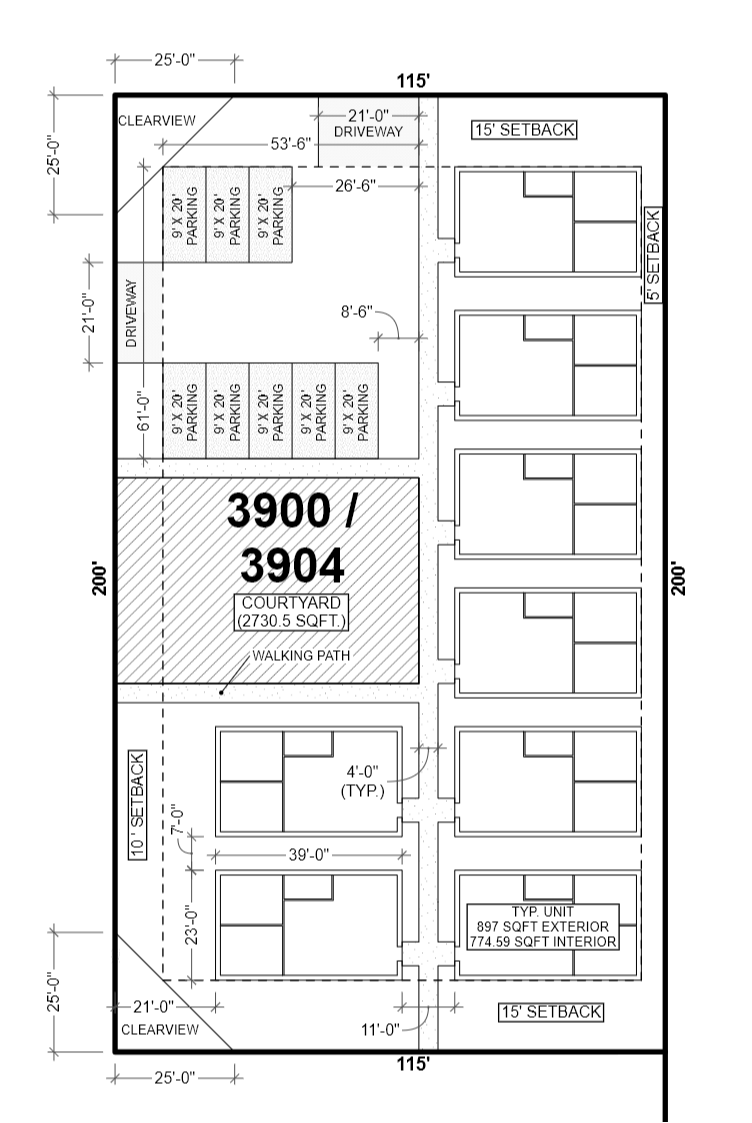 25'-0"
115'
25'-0"
CLEARVIEW
21'-0"
DRIVEWAY
15' SETBACK
53'-6"
26'-6"
9' X 20'
PARKING
9' X 20'
PARKING
9' X 20'
PARKING
5' SETBACK
21'-0"
DRIVEWAY
8'-6"
61'-0"
9' X 20'
PARKING
9' X 20'
PARKING
9' X 20'
PARKING
9' X 20'
PARKING
9' X 20'
PARKING
3900 /
3904
COURTYARD
(2730.5 SQFT.)
200'
200'
WALKING PATH
10 ' SETBACK
4'-0"
(TYP.)
7'-0"
39'-0"
23'-0"
TYP. UNIT
897 SQFT EXTERIOR
774.59 SQFT INTERIOR
25'-0"
21'-0"
CLEARVIEW
11'-0"
15' SETBACK
25'-0"
115'